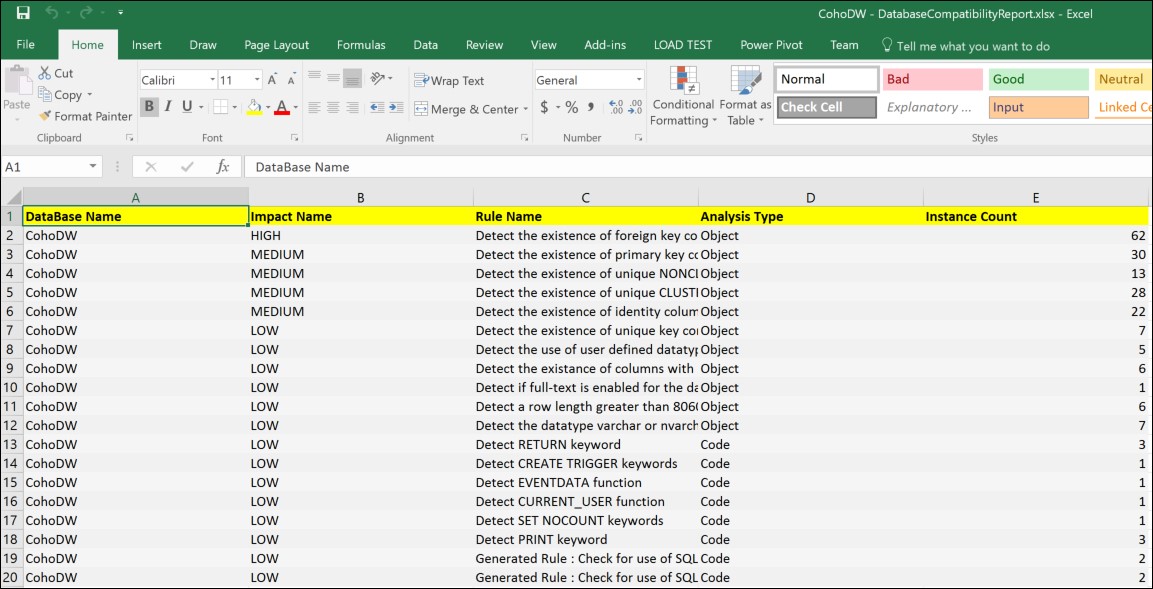 CohoDW - DatabaseCompatibilityReport.xlsx - Excel
File Home Insert Draw Page Layout Formulas Data Review View Add-ins LOAD TEST Power Pivot Team Tell me what you want to do
Paste
Cut
Copy
Format Painter
Clipboard
Calibri 11 A A
B I U A
Font
Wrap Text
Merge & Center
Alignment
General
$ % , .00
Number
Conditional Formatting
Format as Table
Normal Bad Good Neutral
Check Cell Explanatory ... Input Linked Ce
Styles
A1 fx DataBase Name
A B C D E
1 DataBase Name Impact Name Rule Name Analysis Type Instance Count
2 CohoDW HIGH Detect the existence of foreign key co Object 62
3 CohoDW MEDIUM Detect the existence of primary key cc Object 30
4 CohoDW MEDIUM Detect the existence of unique NONCI Object 13
5 CohoDW MEDIUM Detect the existence of unique CLUSTI Object 28
6 CohoDW MEDIUM Detect the existence of identity colum Object 22
7 CohoDW LOW Detect the existence of unique key co Object 7
8 CohoDW LOW Detect the use of user defined dataty Object 5
9 CohoDW LOW Detect the existance of columns with Object 6
10 CohoDW LOW Detect if full-text is enabled for the da Object 1
11 CohoDW LOW Detect a row length greater than 806 Object 6
12 CohoDW LOW Detect the datatype varchar or nvarch Object 7
13 CohoDW LOW Detect RETURN keyword Code 3
14 CohoDW LOW Detect CREATE TRIGGER keywords Code 1
15 CohoDW LOW Detect EVENTDATA function Code 1
16 CohoDW LOW Detect CURRENT_USER function Code 1
17 CohoDW LOW Detect SET NOCOUNT keywords Code 1
18 CohoDW LOW Detect PRINT keyword Code 3
19 CohoDW LOW Generated Rule : Check for use of SQL Code 2
20 CohoDW LOW Generated Rule : Check for use of SQL Code 2